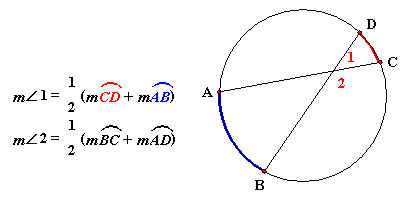 D
1
C
2
A
B
m∠1 = 1/2 (mCD + mAB)
m∠2 = 1/2 (mBC + mAD)